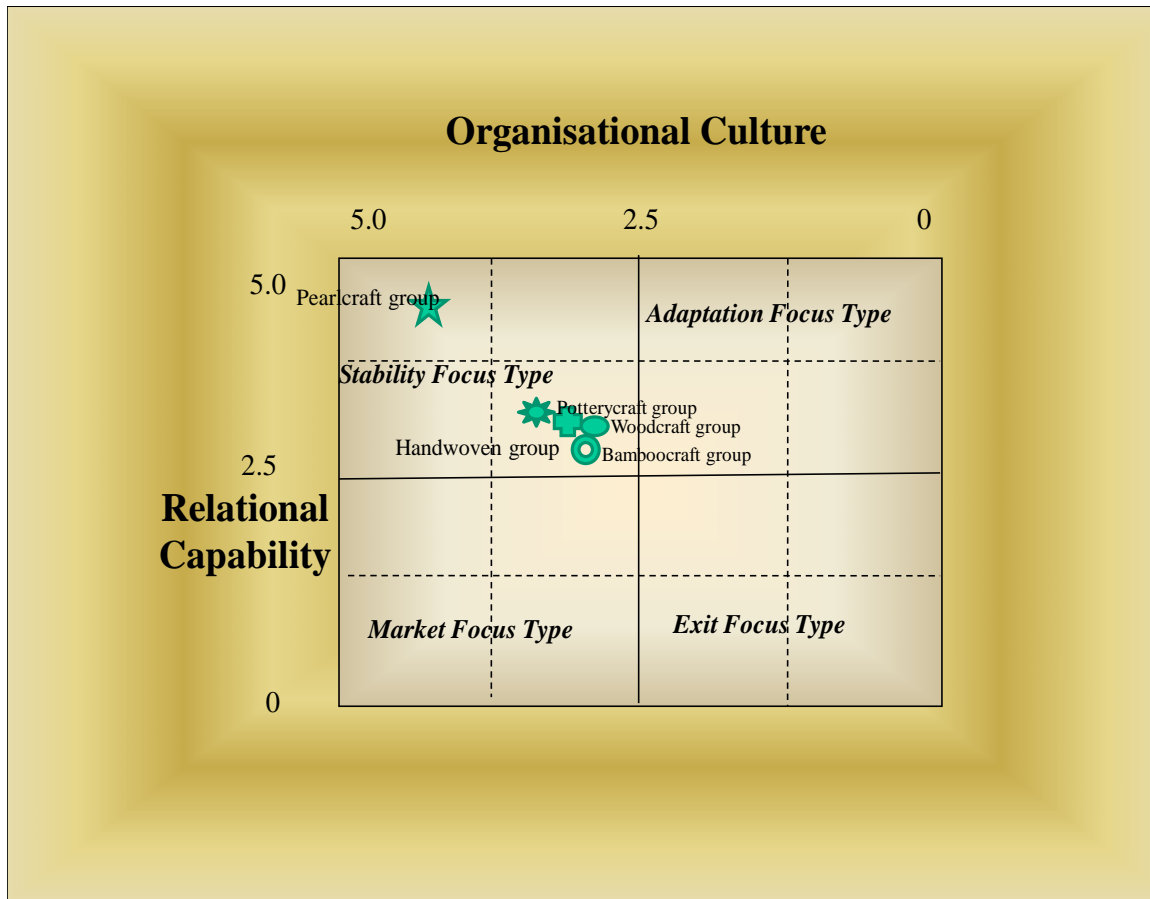 Organisational Culture
5.0 2.5 0
5.0
Pearlcraft group
Adaptation Focus Type
Stability Focus Type
Potterycraft group
Woodcraft group
Handwoven group
Bamboocraft group
2.5
Relational
Capability
Market Focus Type
Exit Focus Type
0